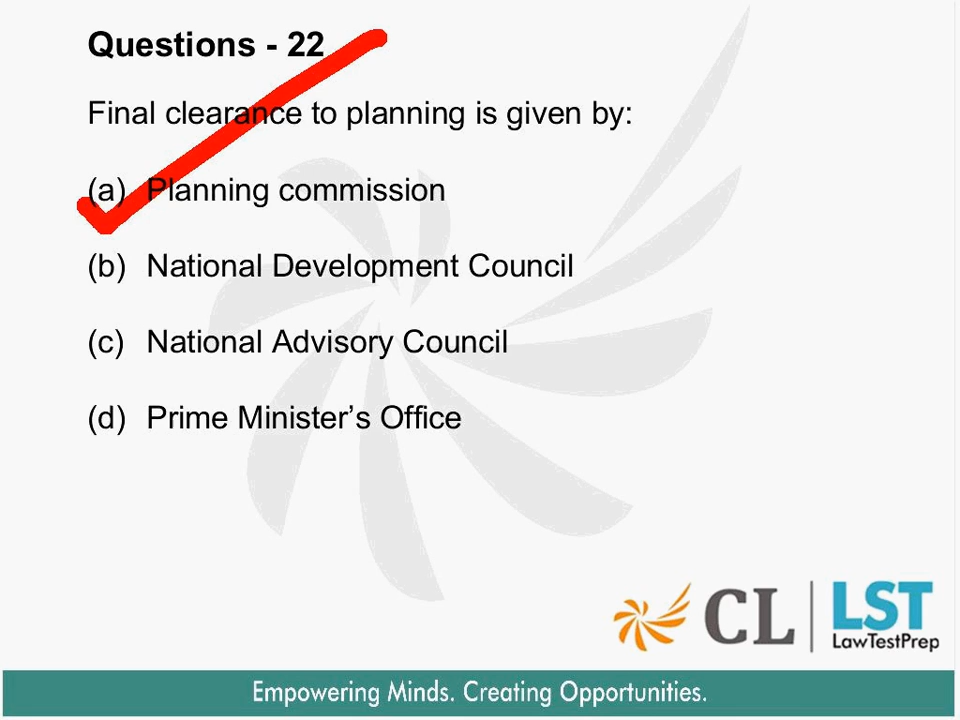 Questions - 22
Final clearance to planning is given by:
(a) Planning commission
(b) National Development Council
(c) National Advisory Council
(d) Prime Minister’s Office
CL | LST
LawTestPrep
Empowering Minds. Creating Opportunities.